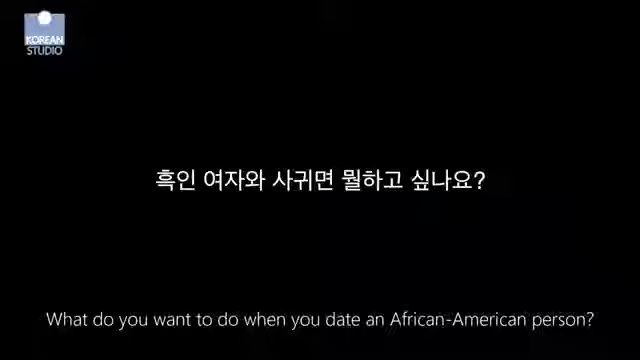 KOREAN
STUDIO
흑인 여자와 사귀면 뭘하고 싶나요?
What do you want to do when you date an African-American person?